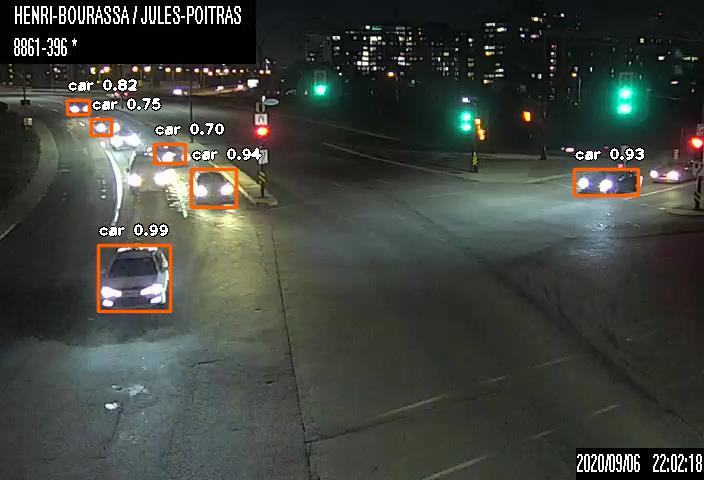 HENRI-BOURASSA / JULES-POITRAS
8861-396 *
car 0.82
car 0.75
car 0.70
car 0.94
car 0.93
car 0.99
2020/09/06 22:02:18